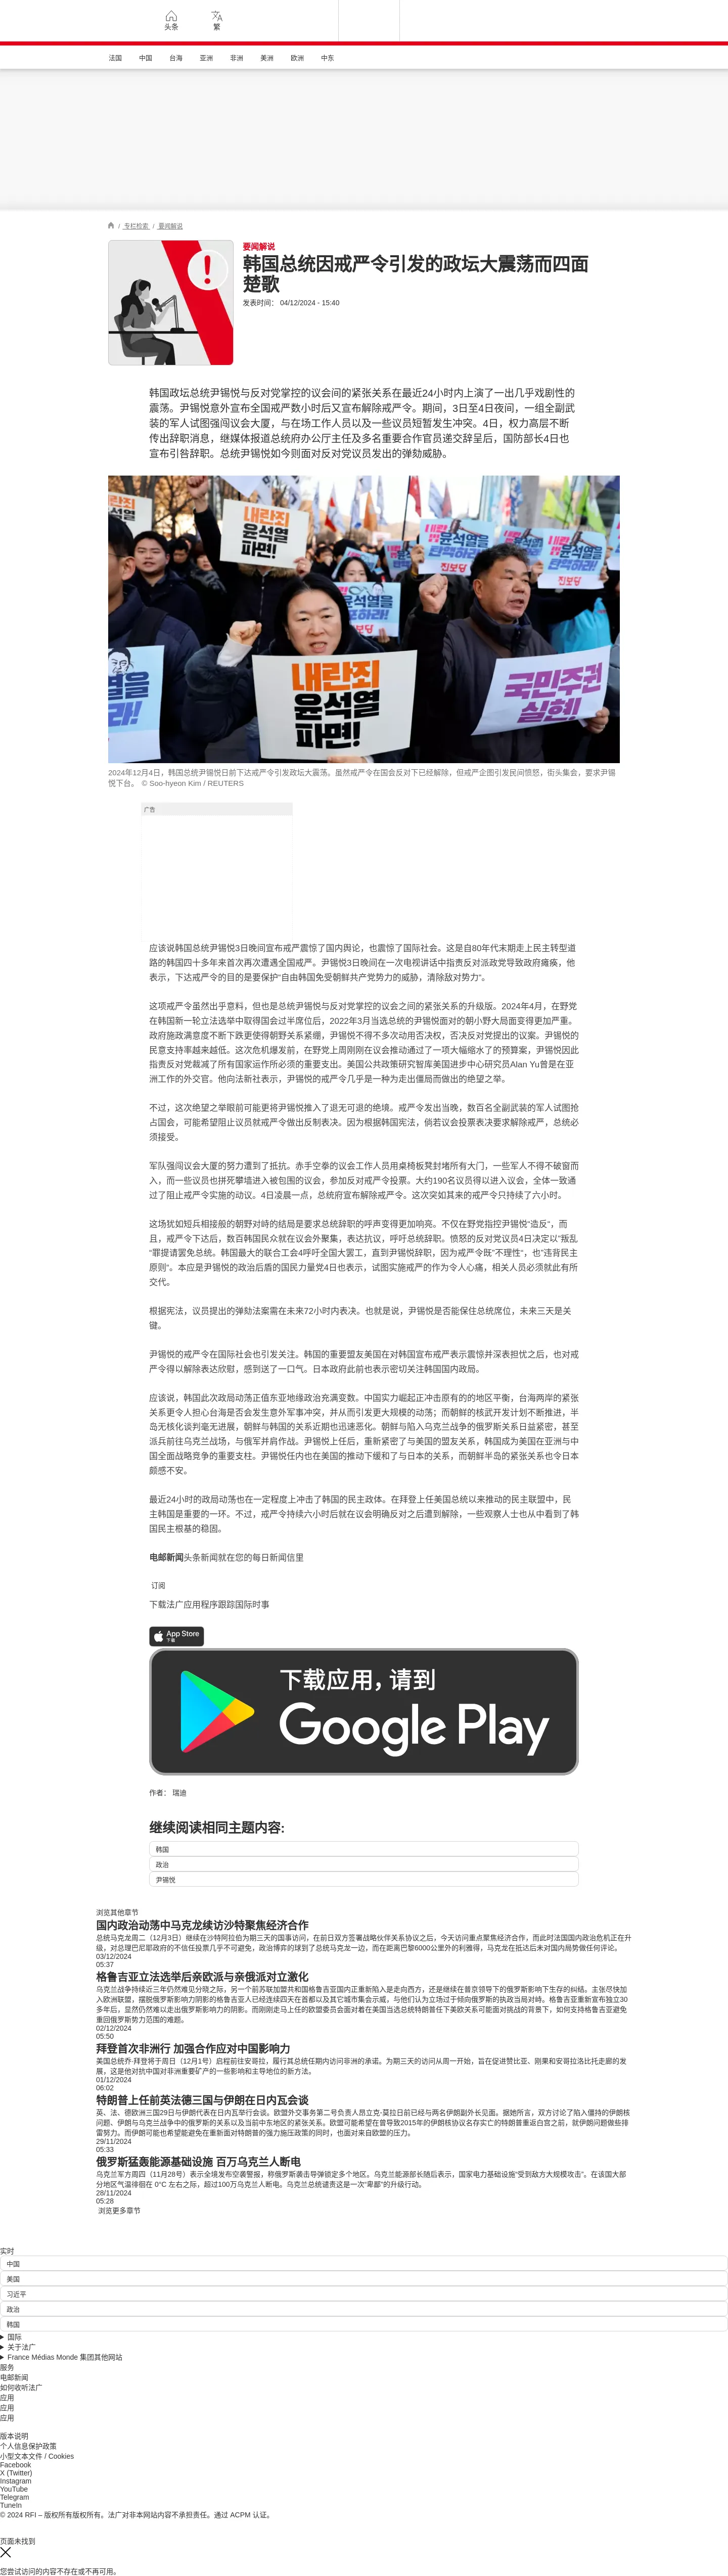 头条
繁
法国 中国 台海 亚洲 非洲 美洲 欧洲 中东
/ 专栏检索 / 要闻解说
要闻解说
韩国总统因戒严令引发的政坛大震荡而四面
楚歌
发表时间： 04/12/2024 - 15:40
韩国政坛总统尹锡悦与反对党掌控的议会间的紧张关系在最近24小时内上演了一出几乎戏剧性的
震荡。尹锡悦意外宣布全国戒严数小时后又宣布解除戒严令。期间，3日至4日夜间，一组全副武
装的军人试图强闯议会大厦，与在场工作人员以及一些议员短暂发生冲突。4日，权力高层不断
传出辞职消息，继媒体报道总统府办公厅主任及多名重要合作官员递交辞呈后，国防部长4日也
宣布引咎辞职。总统尹锡悦如今则面对反对党议员发出的弹劾威胁。
내란죄
윤석열
파면!
내란죄
윤석열
파면!
국민주권
실현!
진보당
2024年12月4日，韩国总统尹锡悦日前下达戒严令引发政坛大震荡。虽然戒严令在国会反对下已经解除，但戒严企图引发民间愤怒，街头集会，要求尹锡
悦下台。 © Soo-hyeon Kim / REUTERS
广告
应该说韩国总统尹锡悦3日晚间宣布戒严震惊了国内舆论，也震惊了国际社会。这是自80年代末期走上民主转型道
路的韩国四十多年来首次再次遭遇全国戒严。尹锡悦3日晚间在一次电视讲话中指责反对派政党导致政府瘫痪，他
表示，下达戒严令的目的是要保护“自由韩国免受朝鲜共产党势力的威胁，清除敌对势力”。
这项戒严令虽然出乎意料，但也是总统尹锡悦与反对党掌控的议会之间的紧张关系的升级版。2024年4月，在野党
在韩国新一轮立法选举中取得国会过半席位后，2022年3月当选总统的尹锡悦面对的朝小野大局面变得更加严重。
政府施政满意度不断下跌更使得朝野关系紧绷，尹锡悦不得不多次动用否决权，否决反对党提出的议案。尹锡悦的
民意支持率越来越低。这次危机爆发前，在野党上周刚刚在议会推动通过了一项大幅缩水了的预算案，尹锡悦因此
指责反对党裁减了所有国家运作所必须的重要支出。美国公共政策研究智库美国进步中心研究员Alan Yu曾是在亚
洲工作的外交官。他向法新社表示，尹锡悦的戒严令几乎是一种为走出僵局而做出的绝望之举。
不过，这次绝望之举眼前可能更将尹锡悦推入了退无可退的绝境。戒严令发出当晚，数百名全副武装的军人试图抢
占国会，可能希望阻止议员就戒严令做出反制表决。因为根据韩国宪法，倘若议会投票表决要求解除戒严，总统必
须接受。
军队强闯议会大厦的努力遭到了抵抗。赤手空拳的议会工作人员用桌椅板凳封堵所有大门，一些军人不得不破窗而
入，而一些议员也拼死攀墙进入被包围的议会，参加反对戒严令投票。大约190名议员得以进入议会，全体一致通
过了阻止戒严令实施的动议。4日凌晨一点，总统府宣布解除戒严令。这次突如其来的戒严令只持续了六小时。
这场犹如短兵相接般的朝野对峙的结局是要求总统辞职的呼声变得更加响亮。不仅在野党指控尹锡悦“造反”，而
且，戒严令下达后，数百韩国民众就在议会外聚集，表达抗议，呼吁总统辞职。愤怒的反对党议员4日决定以“叛乱
“罪提请罢免总统。韩国最大的联合工会4呼吁全国大罢工，直到尹锡悦辞职，因为戒严令既”不理性“，也”违背民主
原则”。本应是尹锡悦的政治后盾的国民力量党4日也表示，试图实施戒严的作为令人心痛，相关人员必须就此有所
交代。
根据宪法，议员提出的弹劾法案需在未来72小时内表决。也就是说，尹锡悦是否能保住总统席位，未来三天是关
键。
尹锡悦的戒严令在国际社会也引发关注。韩国的重要盟友美国在对韩国宣布戒严表示震惊并深表担忧之后，也对戒
严令得以解除表达欣慰，感到送了一口气。日本政府此前也表示密切关注韩国国内政局。
应该说，韩国此次政局动荡正值东亚地缘政治充满变数。中国实力崛起正冲击原有的的地区平衡，台海两岸的紧张
关系更令人担心台海是否会发生意外军事冲突，并从而引发更大规模的动荡；而朝鲜的核武开发计划不断推进，半
岛无核化谈判毫无进展，朝鲜与韩国的关系近期也迅速恶化。朝鲜与陷入乌克兰战争的俄罗斯关系日益紧密，甚至
派兵前往乌克兰战场，与俄军并肩作战。尹锡悦上任后，重新紧密了与美国的盟友关系，韩国成为美国在亚洲与中
国全面战略竞争的重要支柱。尹锡悦任内也在美国的推动下缓和了与日本的关系，而朝鲜半岛的紧张关系也令日本
颇感不安。
最近24小时的政局动荡也在一定程度上冲击了韩国的民主政体。在拜登上任美国总统以来推动的民主联盟中，民
主韩国是重要的一环。不过，戒严令持续六小时后就在议会明确反对之后遭到解除，一些观察人士也从中看到了韩
国民主根基的稳固。
电邮新闻头条新闻就在您的每日新闻信里
订阅
下载法广应用程序跟踪国际时事
App Store
下载
下载应用，请到
Google Play
作者： 瑞迪
继续阅读相同主题内容:
韩国
政治
尹锡悦
浏览其他章节
国内政治动荡中马克龙续访沙特聚焦经济合作
总统马克龙周二（12月3日）继续在沙特阿拉伯为期三天的国事访问，在前日双方签署战略伙伴关系协议之后，今天访问重点聚焦经济合作，而此时法国国内政治危机正在升
级，对总理巴尼耶政府的不信任投票几乎不可避免，政治博弈的球到了总统马克龙一边，而在距离巴黎6000公里外的利雅得，马克龙在抵达后未对国内局势做任何评论。
03/12/2024
05:37
格鲁吉亚立法选举后亲欧派与亲俄派对立激化
乌克兰战争持续近三年仍然难见分晓之际，另一个前苏联加盟共和国格鲁吉亚国内正重新陷入是走向西方，还是继续在普京领导下的俄罗斯影响下生存的纠结。主张尽快加
入欧洲联盟，摆脱俄罗斯影响力阴影的格鲁吉亚人已经连续四天在首都以及其它城市集会示威，与他们认为立场过于倾向俄罗斯的执政当局对峙。格鲁吉亚重新宣布独立30
多年后，显然仍然难以走出俄罗斯影响力的阴影。而刚刚走马上任的欧盟委员会面对着在美国当选总统特朗普任下美欧关系可能面对挑战的背景下，如何支持格鲁吉亚避免
重回俄罗斯势力范围的难题。
02/12/2024
05:50
拜登首次非洲行 加强合作应对中国影响力
美国总统乔·拜登将于周日（12月1号）启程前往安哥拉，履行其总统任期内访问非洲的承诺。为期三天的访问从周一开始，旨在促进赞比亚、刚果和安哥拉洛比托走廊的发
展，这是他对抗中国对非洲重要矿产的一些影响和主导地位的新方法。
01/12/2024
06:02
特朗普上任前英法德三国与伊朗在日内瓦会谈
英、法、德欧洲三国29日与伊朗代表在日内瓦举行会谈。欧盟外交事务第二号负责人昂立克-莫拉日前已经与两名伊朗副外长见面。据她所言，双方讨论了陷入僵持的伊朗核
问题、伊朗与乌克兰战争中的俄罗斯的关系以及当前中东地区的紧张关系。欧盟可能希望在普导致2015年的伊朗核协议名存实亡的特朗普重返白宫之前，就伊朗问题做些排
雷努力。而伊朗可能也希望能避免在重新面对特朗普的强力施压政策的同时，也面对来自欧盟的压力。
29/11/2024
05:33
俄罗斯猛轰能源基础设施 百万乌克兰人断电
乌克兰军方周四（11月28号）表示全境发布空袭警报，称俄罗斯袭击导弹锁定多个地区。乌克兰能源部长随后表示，国家电力基础设施“受到敌方大规模攻击”。在该国大部
分地区气温徘徊在 0°C 左右之际，超过100万乌克兰人断电。乌克兰总统谴责这是一次“卑鄙”的升级行动。
28/11/2024
05:28
浏览更多章节
实时
中国
美国
习近平
政治
韩国
国际
关于法广
France Médias Monde 集团其他网站
服务
电邮新闻
如何收听法广
应用
应用
应用
版本说明
个人信息保护政策
小型文本文件 / Cookies
Facebook
X (Twitter)
Instagram
YouTube
Telegram
TuneIn
© 2024 RFI – 版权所有版权所有。法广对非本网站内容不承担责任。通过 ACPM 认证。
页面未找到
您尝试访问的内容不存在或不再可用。